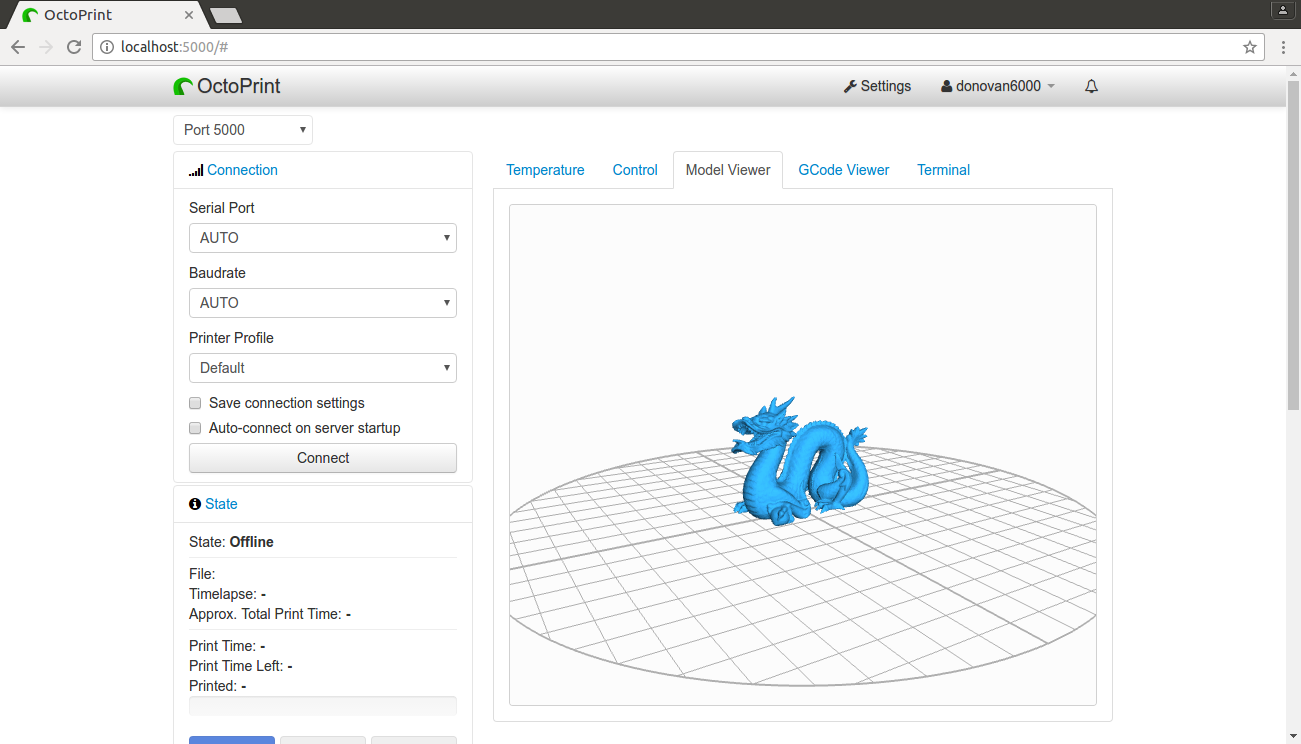 OctoPrint
localhost:5000/#
OctoPrint
Settings
donovan6000
Port 5000
Connection
Serial Port
AUTO
Baudrate
AUTO
Printer Profile
Default
Save connection settings
Auto-connect on server startup
Connect
State
State: Offline
File:
Timelapse: -
Approx. Total Print Time: -
Print Time: -
Print Time Left: -
Printed: -
Temperature
Control
Model Viewer
GCode Viewer
Terminal